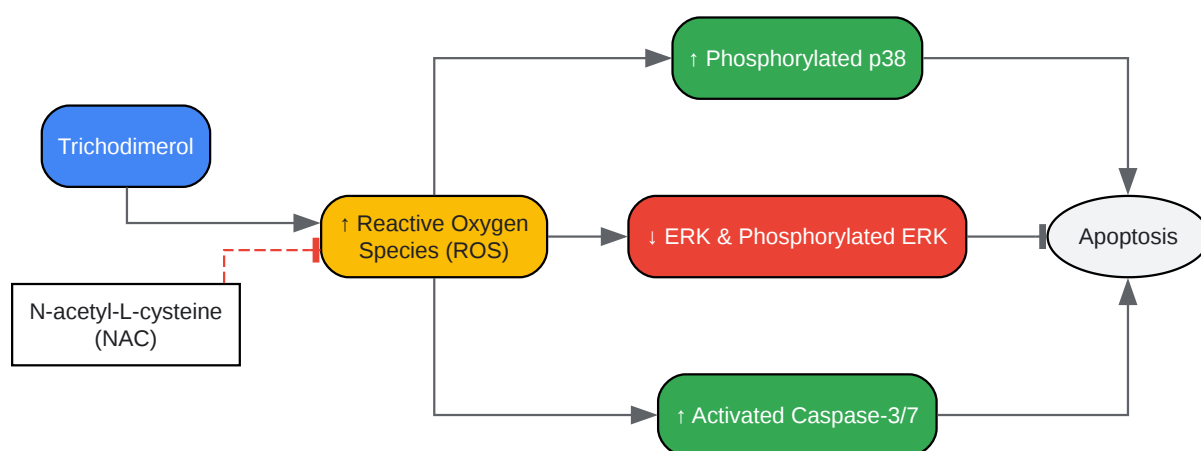 ↑ Phosphorylated p38
Trichodimerol
↑ Reactive Oxygen
Species (ROS)
↓ ERK & Phosphorylated ERK
Apoptosis
N-acetyl-L-cysteine
(NAC)
↑ Activated Caspase-3/7